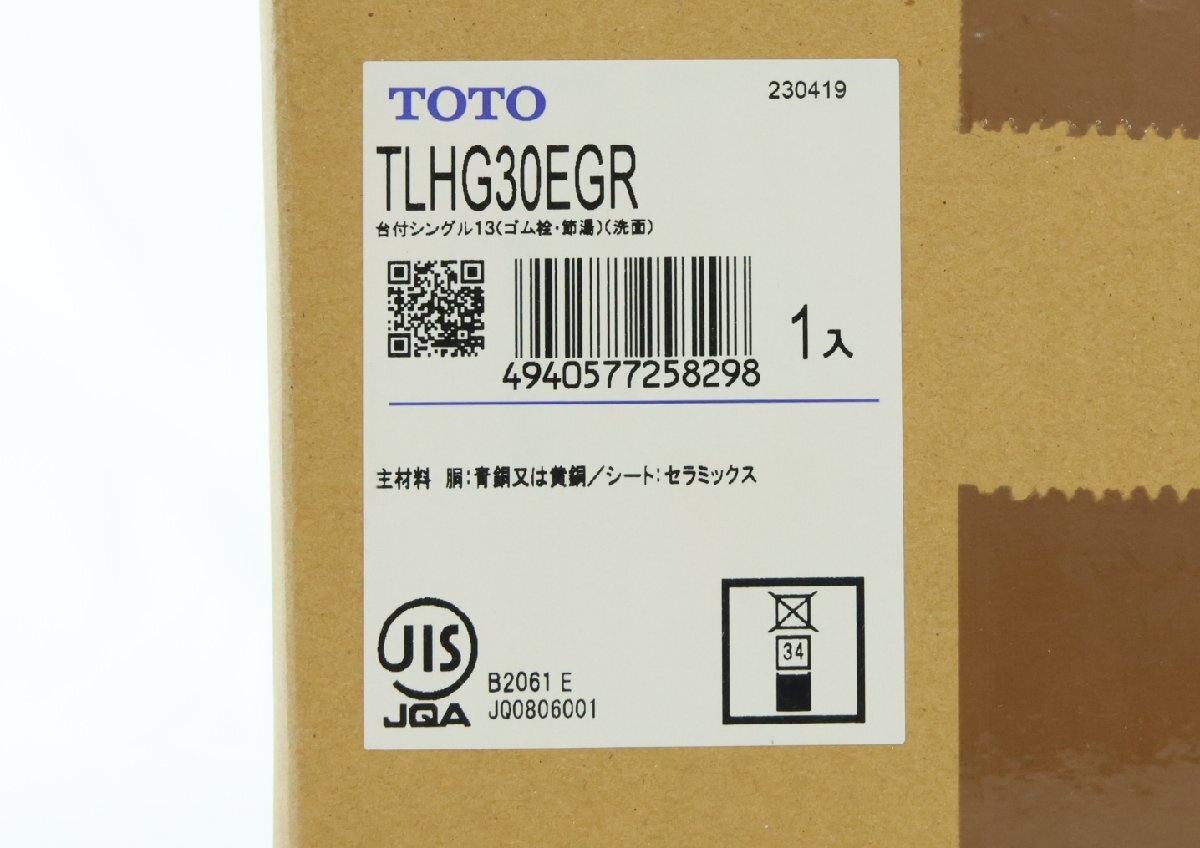 TOTO
230419
TLHG30EGR
台付シングル13(ゴム栓・節湯)(洗面)
4940577258298
1入
主材料 胴:青銅又は黄銅/シート:セラミックス
JIS
JQA
B2061 E
JQ0806001
34